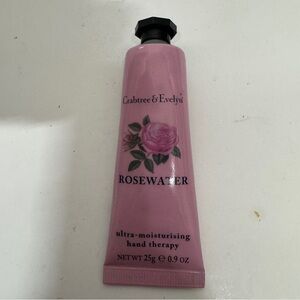 Crabtree & Evelyn
ROSEWATER
ultra-moisturising
hand therapy
NET WT 25g ℮ 0.9 OZ